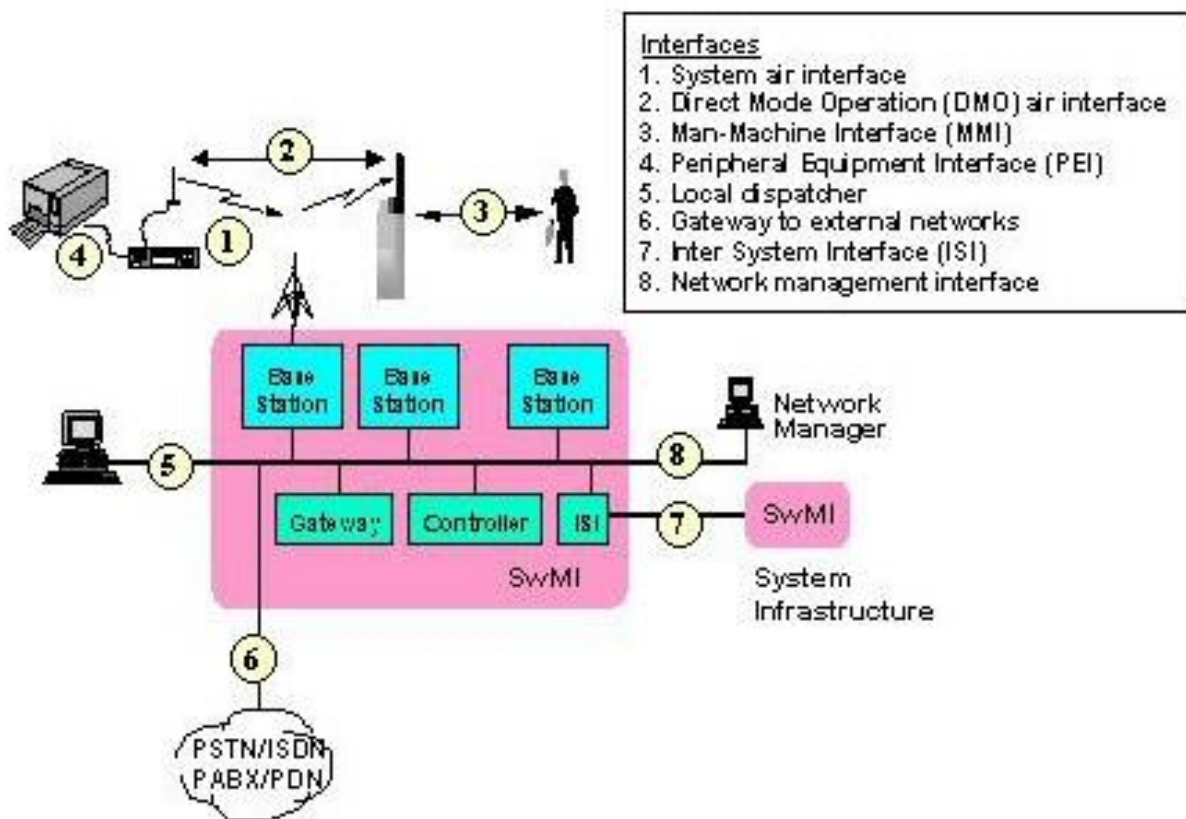 Interfaces
1. System air interface
2. Direct Mode Operation (DMO) air interface
3. Man-Machine Interface (MMI)
4. Peripheral Equipment Interface (PEI)
5. Local dispatcher
6. Gateway to external networks
7. Inter System Interface (ISI)
8. Network management interface
2
3
4
1
Base
Station
Base
Station
Base
Station
Network
Manager
5
8
Gateway
Controller
ISI
7
SwMI
SwMI
System
Infrastructure
6
PSTN/ISDN
PABX/PDN